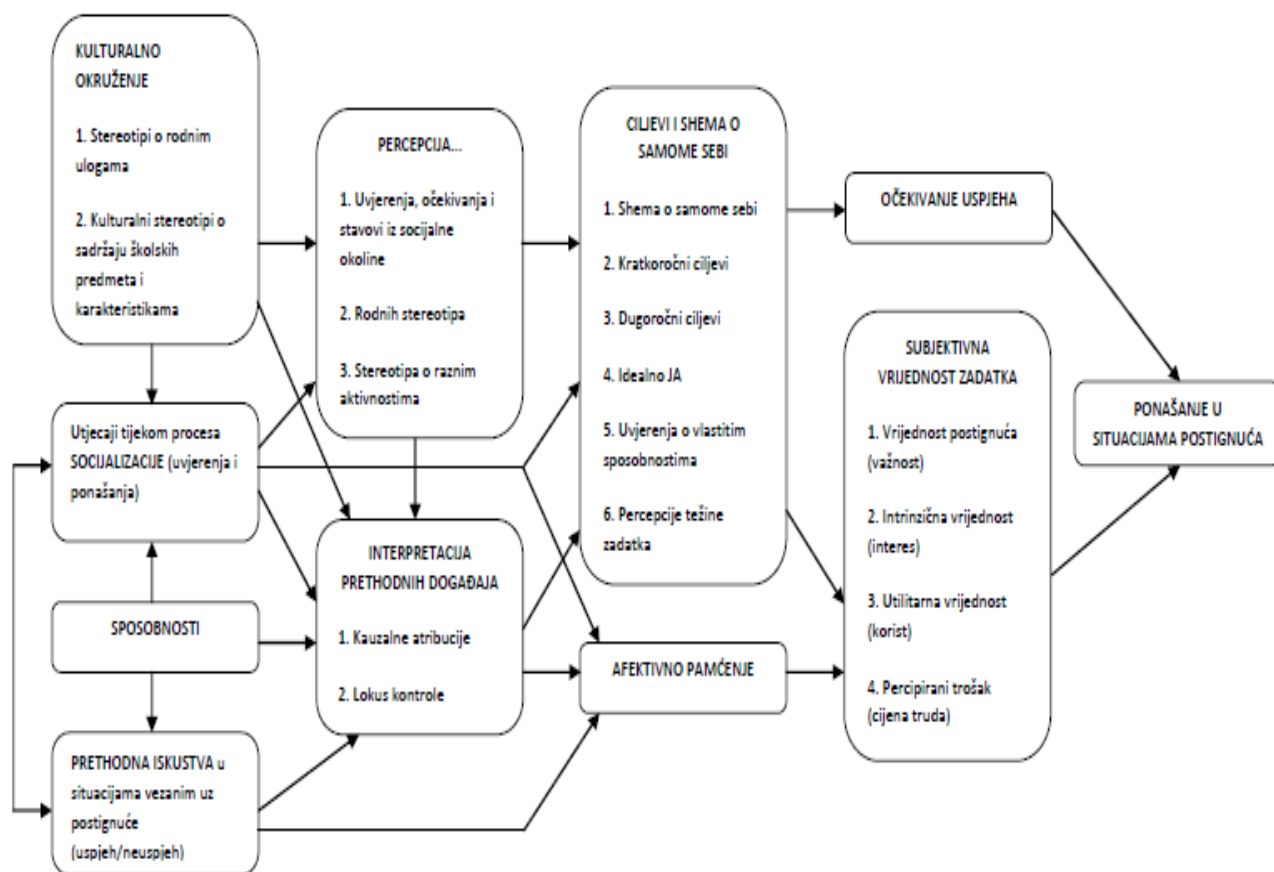 KULTURALNO
OKRUŽENJE
1. Stereotipi o rodnim
ulogama
2. Kulturalni stereotipi o
sadržaju školskih
predmeta i
karakteristikama
Utjecaji tijekom procesa
SOCIJALIZACIJE (uvjerenja i
ponašanja)
SPOSOBNOSTI
PRETHODNA ISKUSTVA u
situacijama vezanim uz
postignuće
(uspjeh/neuspjeh)
PERCEPCIJA...
1. Uvjerenja, očekivanja i
stavovi iz socijalne
okoline
2. Rodnih stereotipa
3. Stereotipa o raznim
aktivnostima
INTERPRETACIJA
PRETHODNIH DOGAĐAJA
1. Kauzalne atribucije
2. Lokus kontrole
CILJEVI I SHEMA O
SAMOME SEBI
1. Shema o samome sebi
2. Kratkoročni ciljevi
3. Dugoročni ciljevi
4. Idealno JA
5. Uvjerenja o vlastitim
sposobnostima
6. Percepcije težine
zadatka
AFEKTIVNO PAMĆENJE
OČEKIVANJE USPJEHA
SUBJEKTIVNA
VRIJEDNOST ZADATKA
1. Vrijednost postignuća
(važnost)
2. Intrinzična vrijednost
(interes)
3. Utilitarna vrijednost
(korist)
4. Percipirani trošak
(cijena truda)
PONAŠANJE U
SITUACIJAMA POSTIGNUĆA